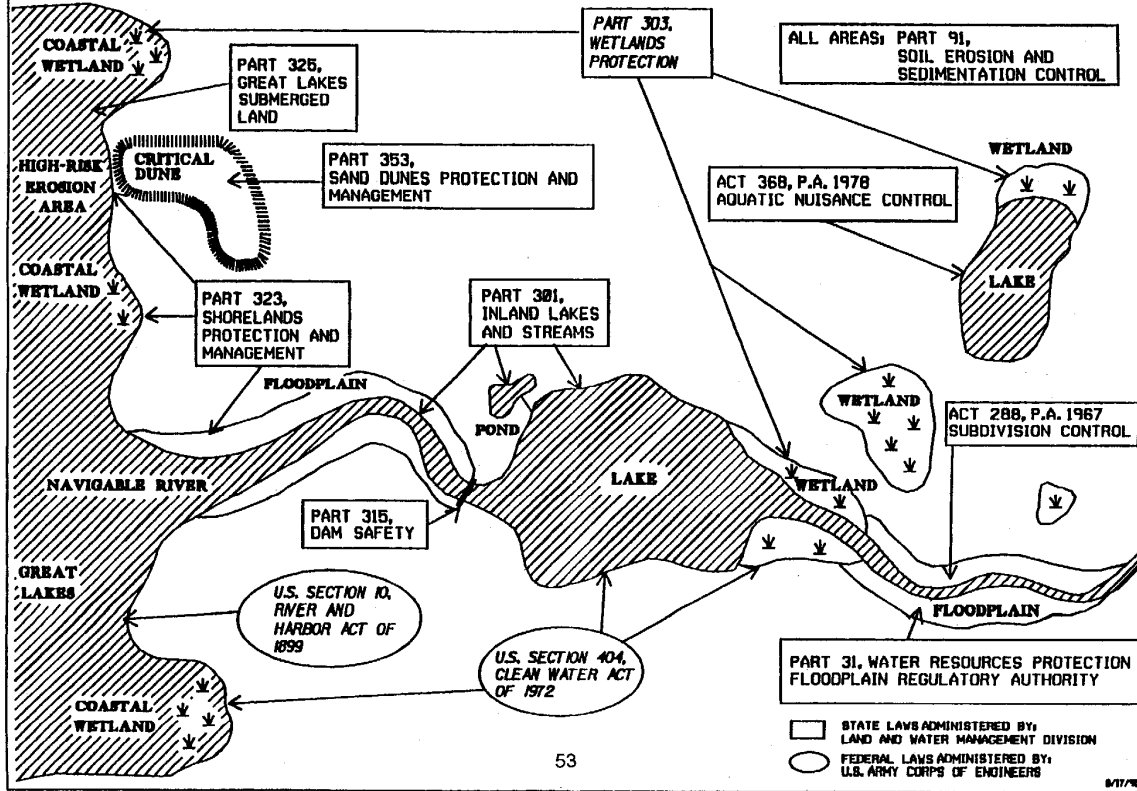 COASTAL
WETLAND
PART 325,
GREAT LAKES
SUBMERGED
LAND
PART 303,
WETLANDS
PROTECTION
ALL AREAS: PART 91,
SOIL EROSION AND
SEDIMENTATION CONTROL
HIGH-RISK
EROSION
AREA
CRITICAL
DUNE
PART 353,
SAND DUNES PROTECTION AND
MANAGEMENT
WETLAND
ACT 368, P.A. 1978
AQUATIC NUISANCE CONTROL
LAKE
COASTAL
WETLAND
PART 323,
SHORELANDS
PROTECTION AND
MANAGEMENT
PART 301,
INLAND LAKES
AND STREAMS
FLOODPLAIN
POND
WETLAND
ACT 288, P.A. 1967
SUBDIVISION CONTROL
NAVIGABLE RIVER
LAKE
WETLAND
PART 315,
DAM SAFETY
GREAT
LAKES
U.S. SECTION 10,
RIVER AND
HARBOR ACT OF
1899
U.S. SECTION 404,
CLEAN WATER ACT
OF 1972
FLOODPLAIN
PART 31, WATER RESOURCES PROTECTION
FLOODPLAIN REGULATORY AUTHORITY
COASTAL
WETLAND
STATE LAWS ADMINISTERED BY:
LAND AND WATER MANAGEMENT DIVISION
FEDERAL LAWS ADMINISTERED BY:
U.S. ARMY CORPS OF ENGINEERS
53